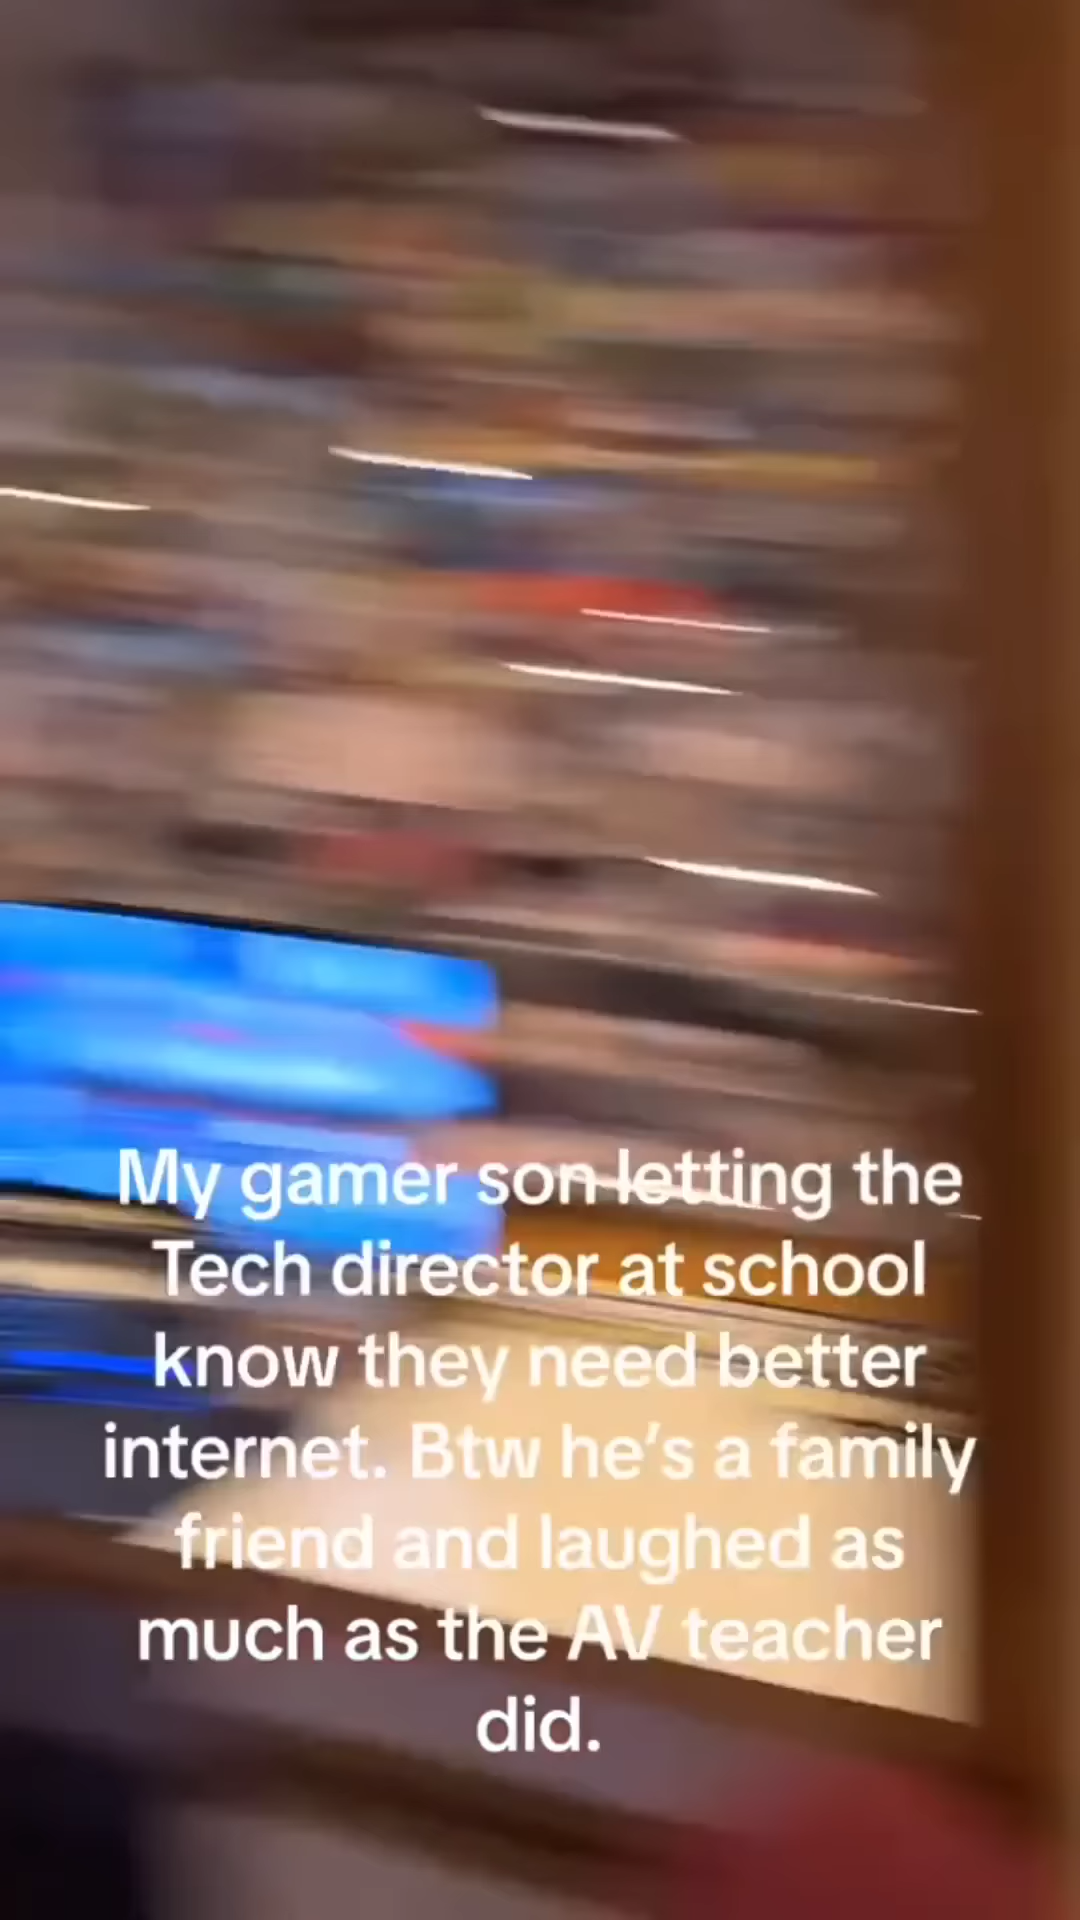 My gamer son letting the
Tech director at school
know they need better
internet. Btw he’s a family
friend and laughed as
much as the AV teacher
did.